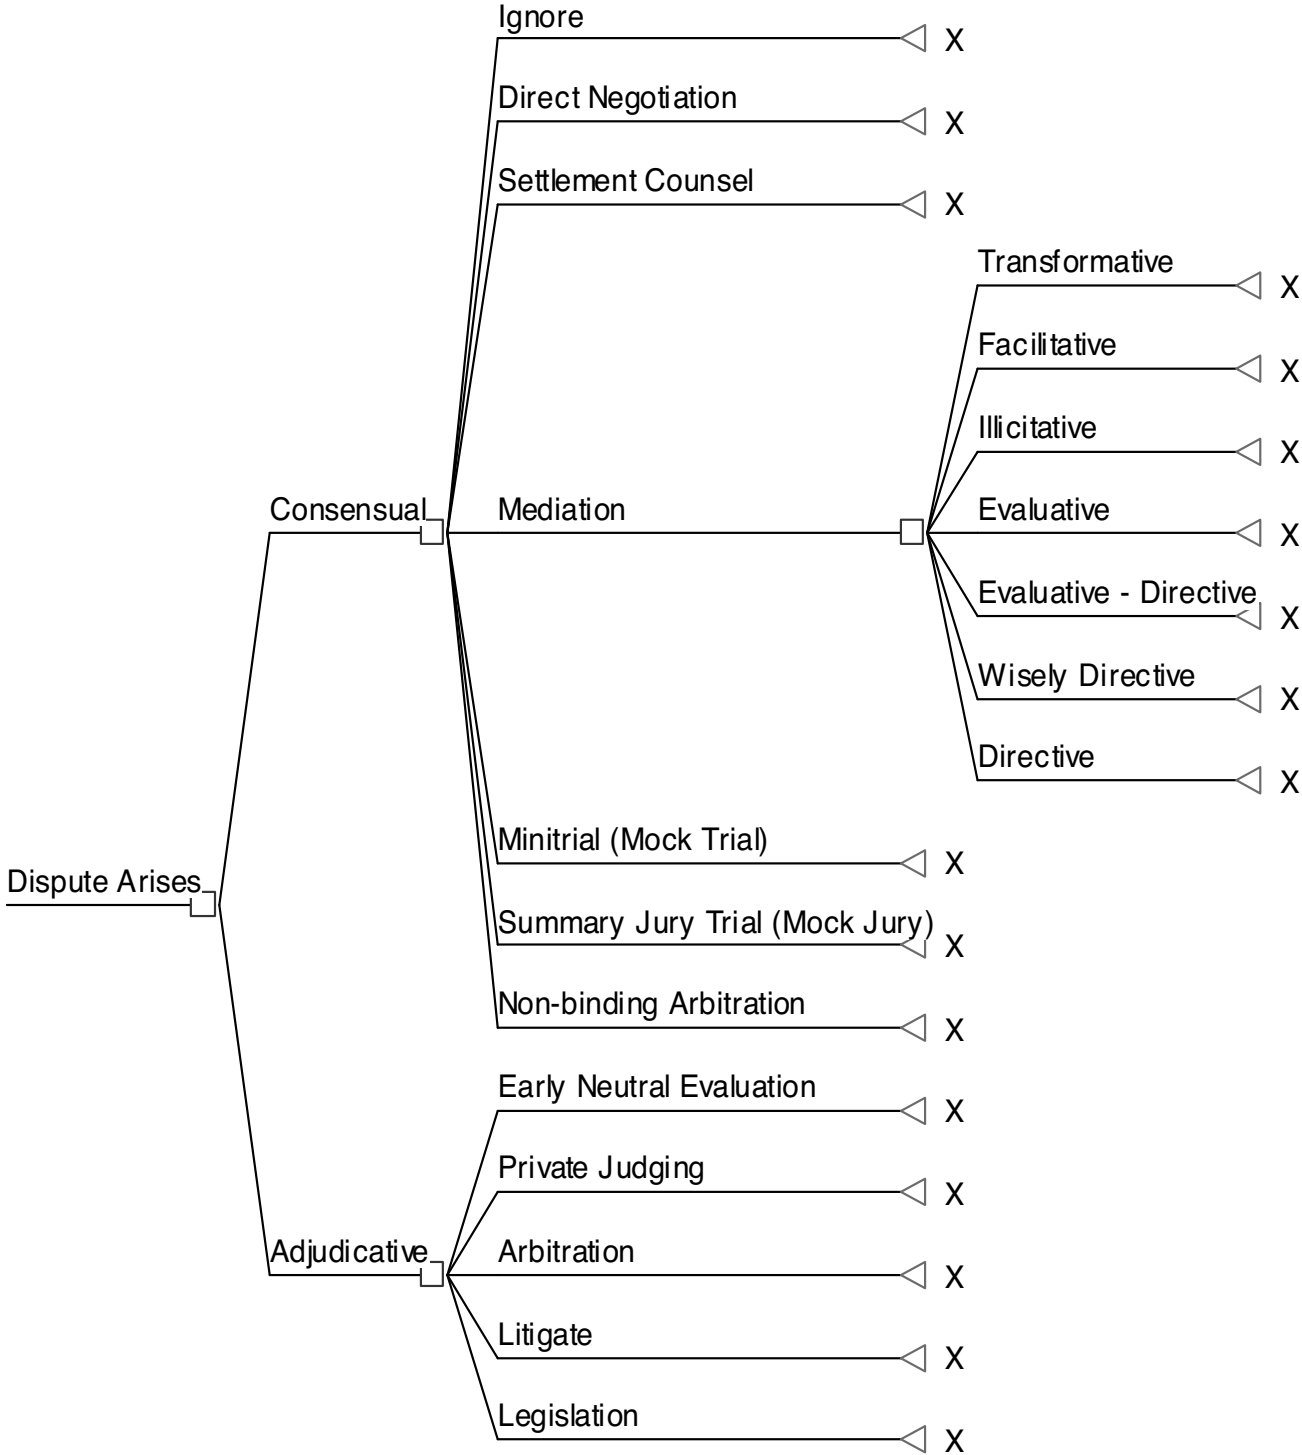 Ignore X
Direct Negotiation X
Settlement Counsel X
Transformative X
Facilitative X
Illicitative X
Consensual Mediation Evaluative X
Evaluative - Directive X
Wisely Directive X
Directive X
Minitrial (Mock Trial) X
Dispute Arises
Summary Jury Trial (Mock Jury) X
Non-binding Arbitration X
Early Neutral Evaluation X
Private Judging X
Adjudicative Arbitration X
Litigate X
Legislation X